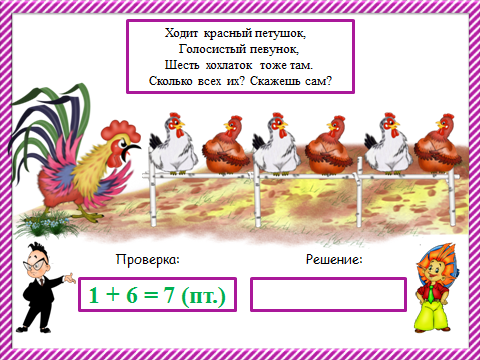 Ходит красный петушок,
Голосистый певунок,
Шесть хохлаток тоже там.
Сколько всех их? Скажешь сам?
Проверка:
Решение:
1 + 6 = 7 (пт.)